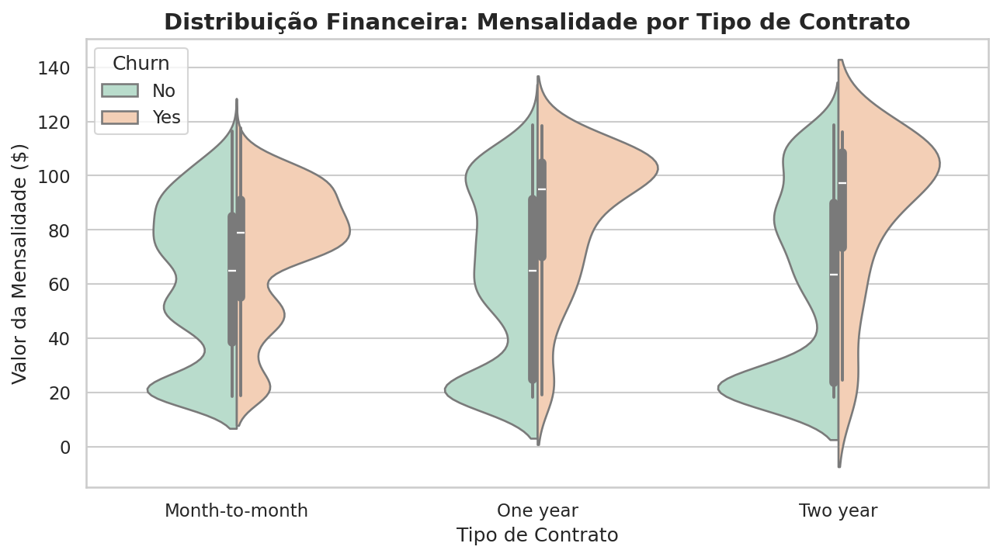 Distribuição Financeira: Mensalidade por Tipo de Contrato
Churn
No
Yes
Valor da Mensalidade ($)
140
120
100
80
60
40
20
0
Month-to-month
One year
Two year
Tipo de Contrato